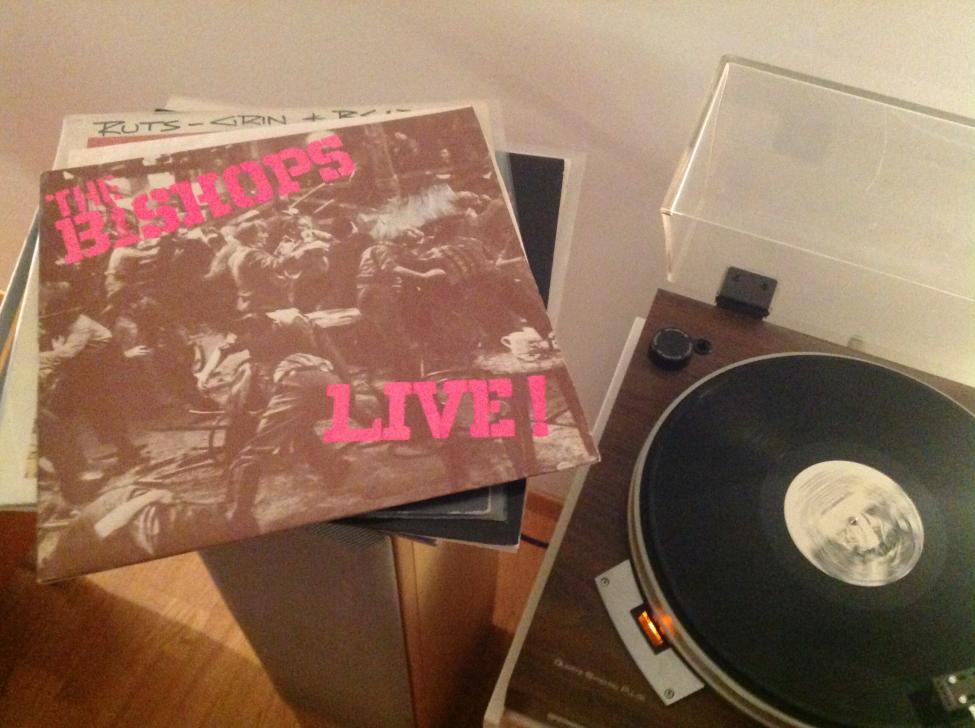 RUTS - GRIN +
THE
BISHOPS
LIVE!